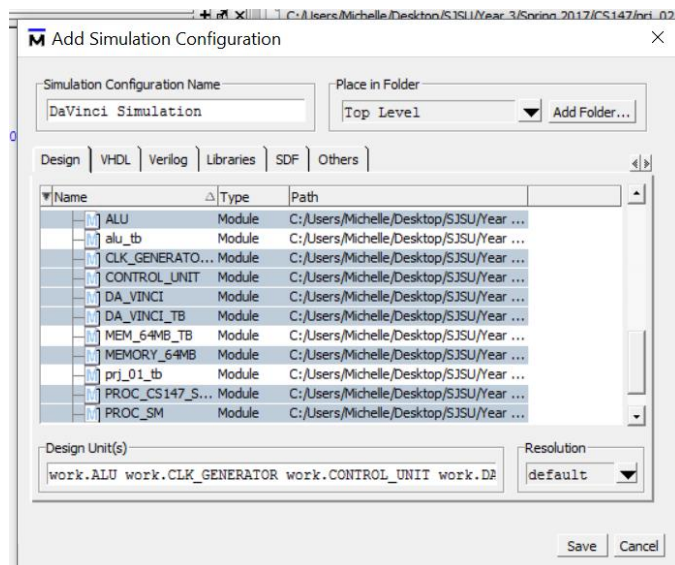 C:/Users/Michelle/Desktop/SJSU/Year 3/Spring 2017/CS147/prj_02
Add Simulation Configuration
Simulation Configuration Name
Place in Folder
DaVinci Simulation
Top Level
Add Folder...
0
Design VHDL Verilog Libraries SDF Others
Name Type Path
ALU Module C:/Users/Michelle/Desktop/SJSU/Year ...
alu_tb Module C:/Users/Michelle/Desktop/SJSU/Year ...
CLK_GENERATO... Module C:/Users/Michelle/Desktop/SJSU/Year ...
CONTROL_UNIT Module C:/Users/Michelle/Desktop/SJSU/Year ...
DA_VINCI Module C:/Users/Michelle/Desktop/SJSU/Year ...
DA_VINCI_TB Module C:/Users/Michelle/Desktop/SJSU/Year ...
MEM_64MB_TB Module C:/Users/Michelle/Desktop/SJSU/Year ...
MEMORY_64MB Module C:/Users/Michelle/Desktop/SJSU/Year ...
prj_01_tb Module C:/Users/Michelle/Desktop/SJSU/Year ...
PROC_CS147_S... Module C:/Users/Michelle/Desktop/SJSU/Year ...
PROC_SM Module C:/Users/Michelle/Desktop/SJSU/Year ...
Design Unit(s)
Resolution
work.ALU work.CLK_GENERATOR work.CONTROL_UNIT work.DA
default
Save Cancel